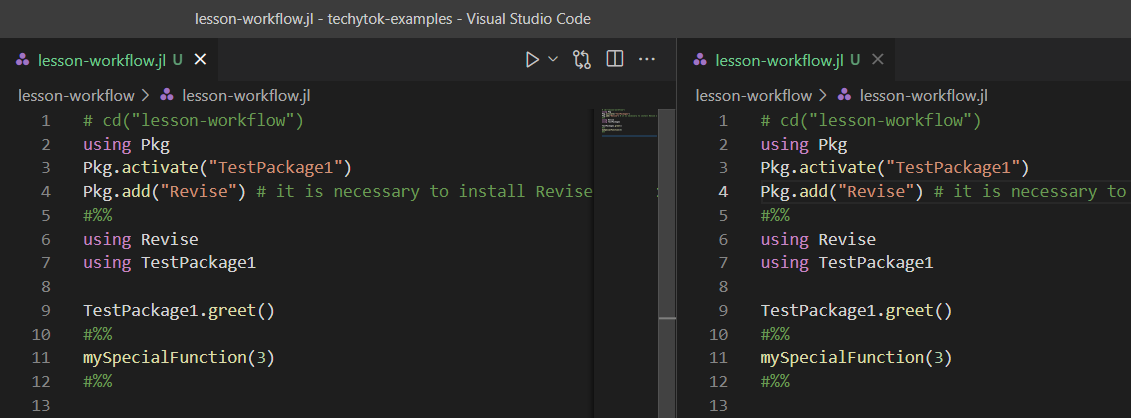 lesson-workflow.jl - techytok-examples - Visual Studio Code
lesson-workflow.jl U
lesson-workflow > lesson-workflow.jl
1 # cd("lesson-workflow")
2 using Pkg
3 Pkg.activate("TestPackage1")
4 Pkg.add("Revise") # it is necessary to install Revise
5 #%%
6 using Revise
7 using TestPackage1
8
9 TestPackage1.greet()
10 #%%
11 mySpecialFunction(3)
12 #%%
13
lesson-workflow.jl U
lesson-workflow > lesson-workflow.jl
1 # cd("lesson-workflow")
2 using Pkg
3 Pkg.activate("TestPackage1")
4 Pkg.add("Revise") # it is necessary to
5 #%%
6 using Revise
7 using TestPackage1
8
9 TestPackage1.greet()
10 #%%
11 mySpecialFunction(3)
12 #%%
13